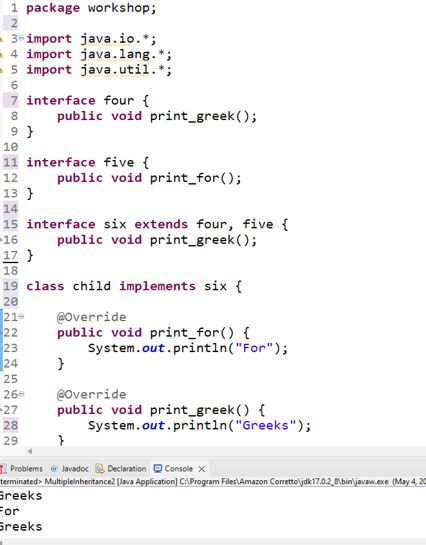 1 package workshop;
2
3 import java.io.*;
4 import java.lang.*;
5 import java.util.*;
6
7 interface four {
8     public void print_greek();
9 }
10
11 interface five {
12     public void print_for();
13 }
14
15 interface six extends four, five {
16     public void print_greek();
17 }
18
19 class child implements six {
20
21     @Override
22     public void print_for() {
23         System.out.println("For");
24     }
25
26     @Override
27     public void print_greek() {
28         System.out.println("Greeks");
29     }
Problems @ Javadoc Declaration Console
terminated> MultipleInheritance2 [Java Application] C:\Program Files\Amazon Corretto\jdk17.0.2_8\bin\javaw.exe (May 4, 20
Greeks
For
Greeks